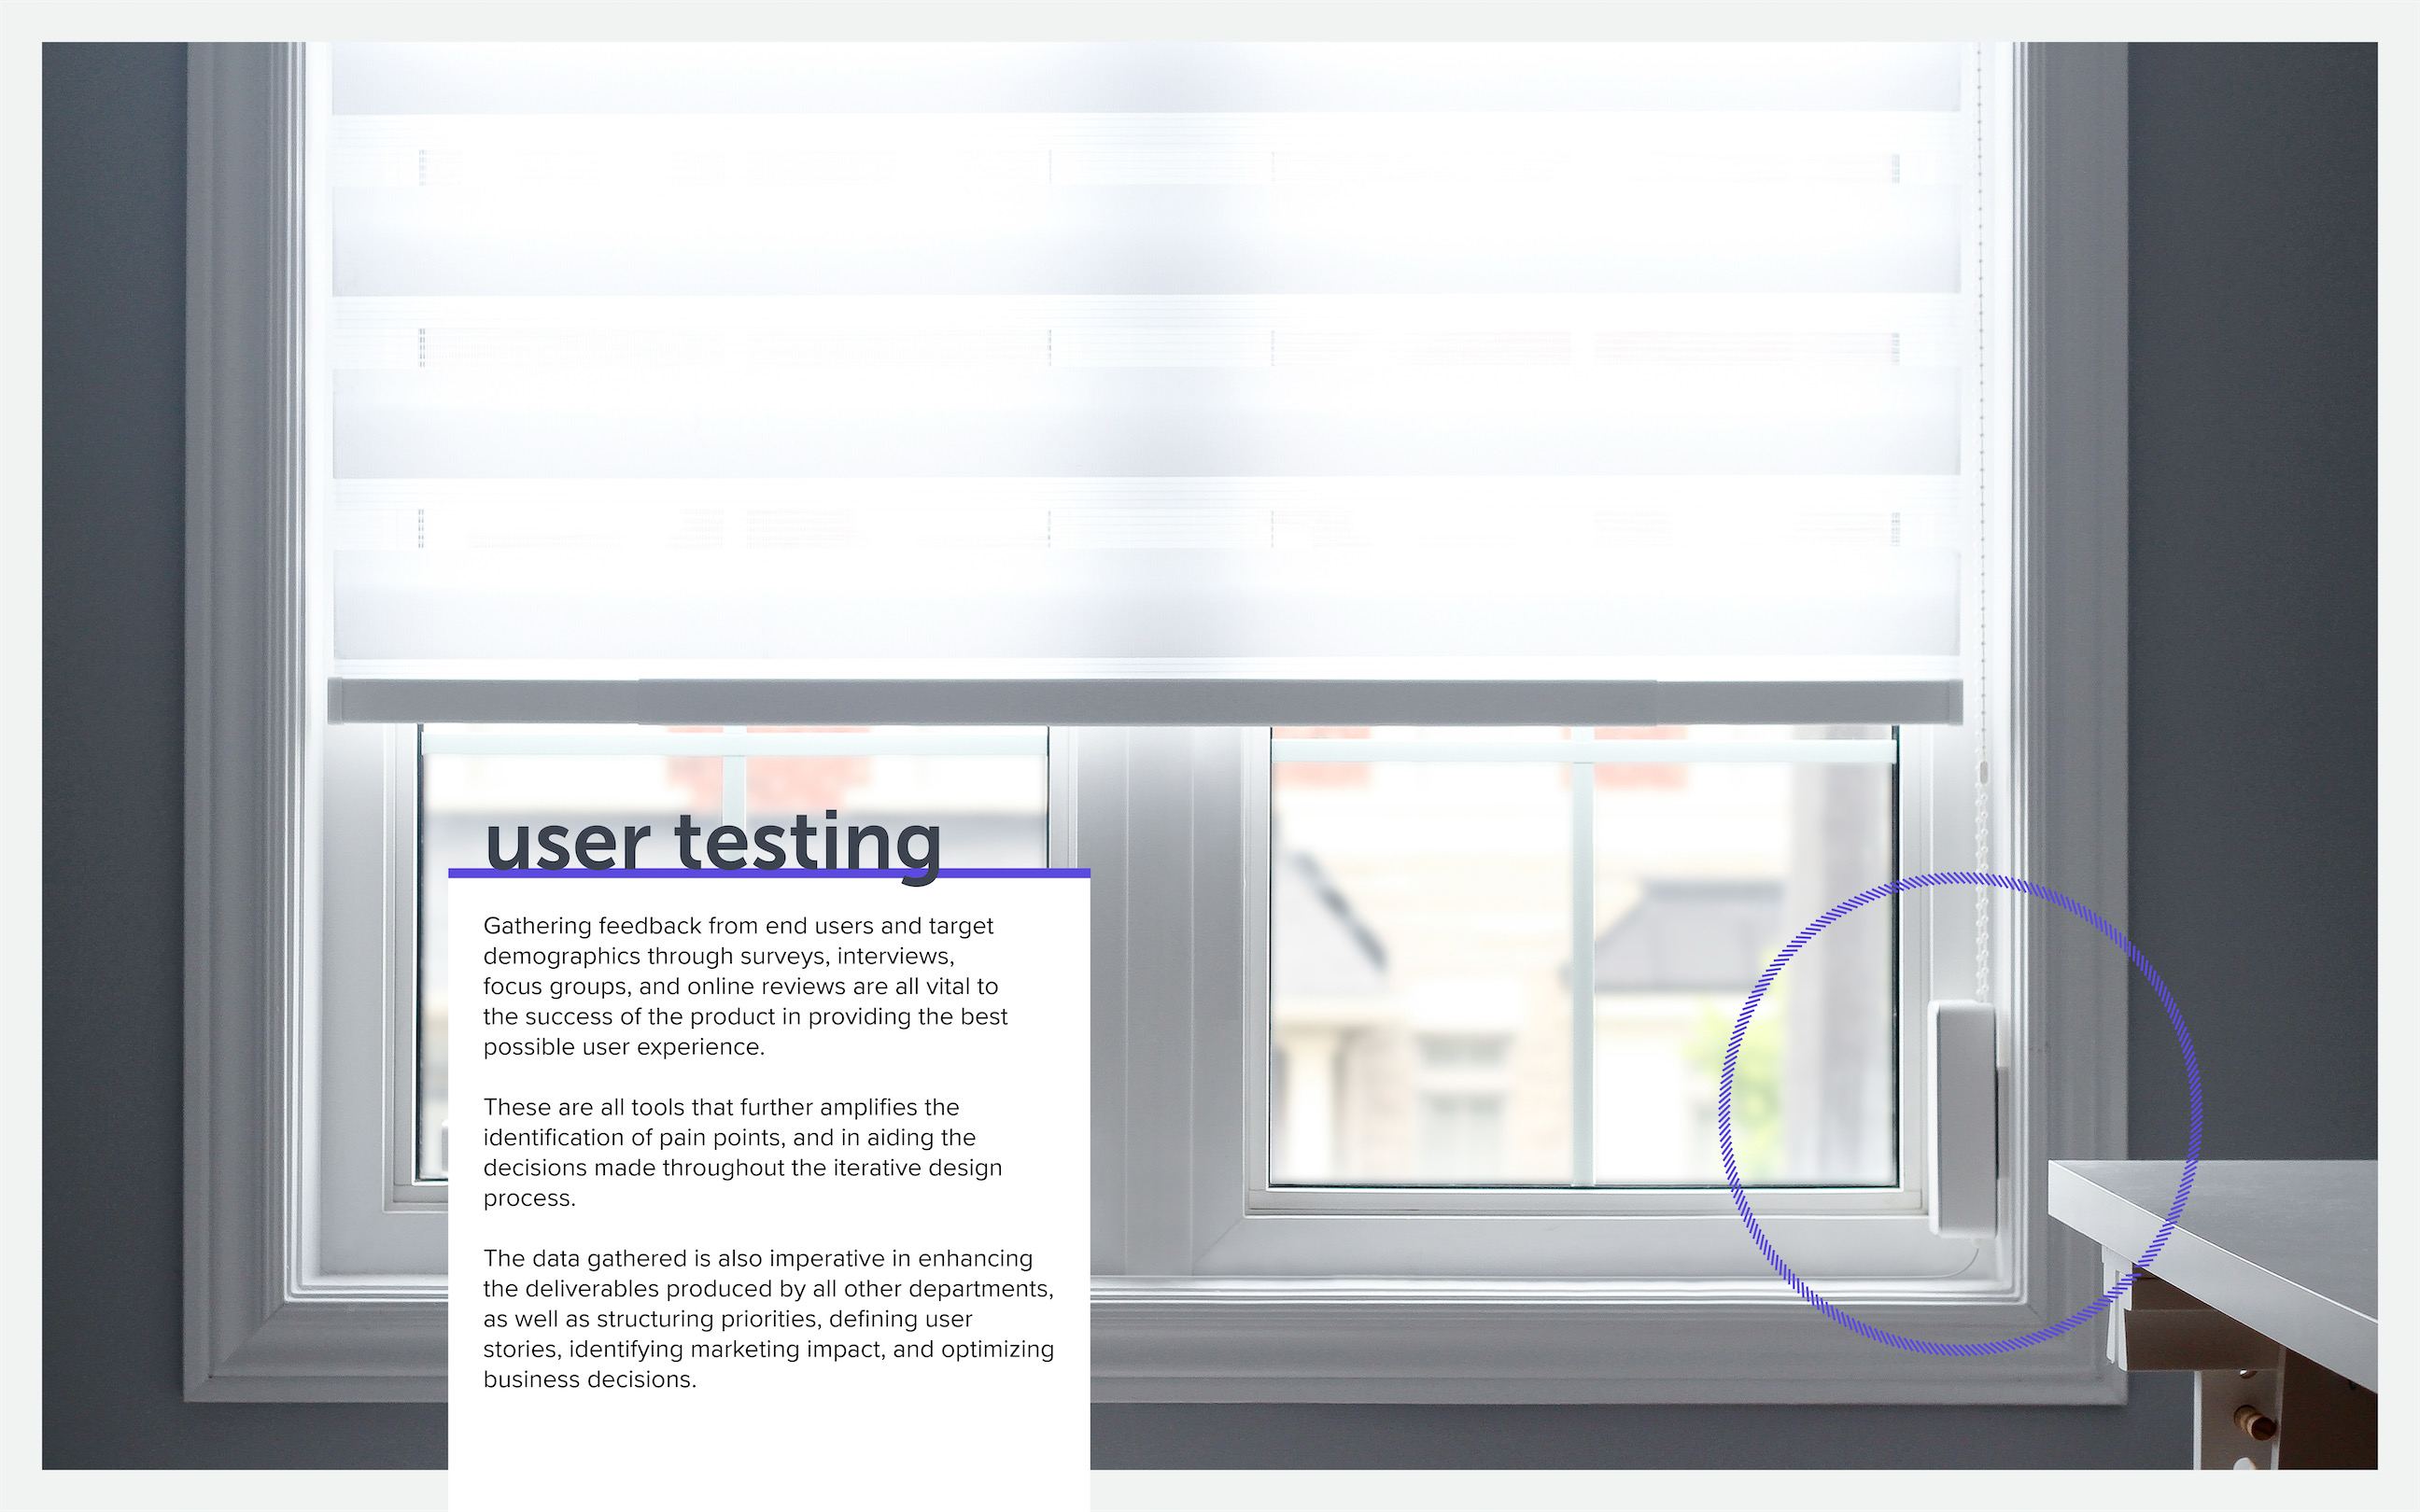 user testing
Gathering feedback from end users and target
demographics through surveys, interviews,
focus groups, and online reviews are all vital to
the success of the product in providing the best
possible user experience.
These are all tools that further amplifies the
identification of pain points, and in aiding the
decisions made throughout the iterative design
process.
The data gathered is also imperative in enhancing
the deliverables produced by all other departments,
as well as structuring priorities, defining user
stories, identifying marketing impact, and optimizing
business decisions.